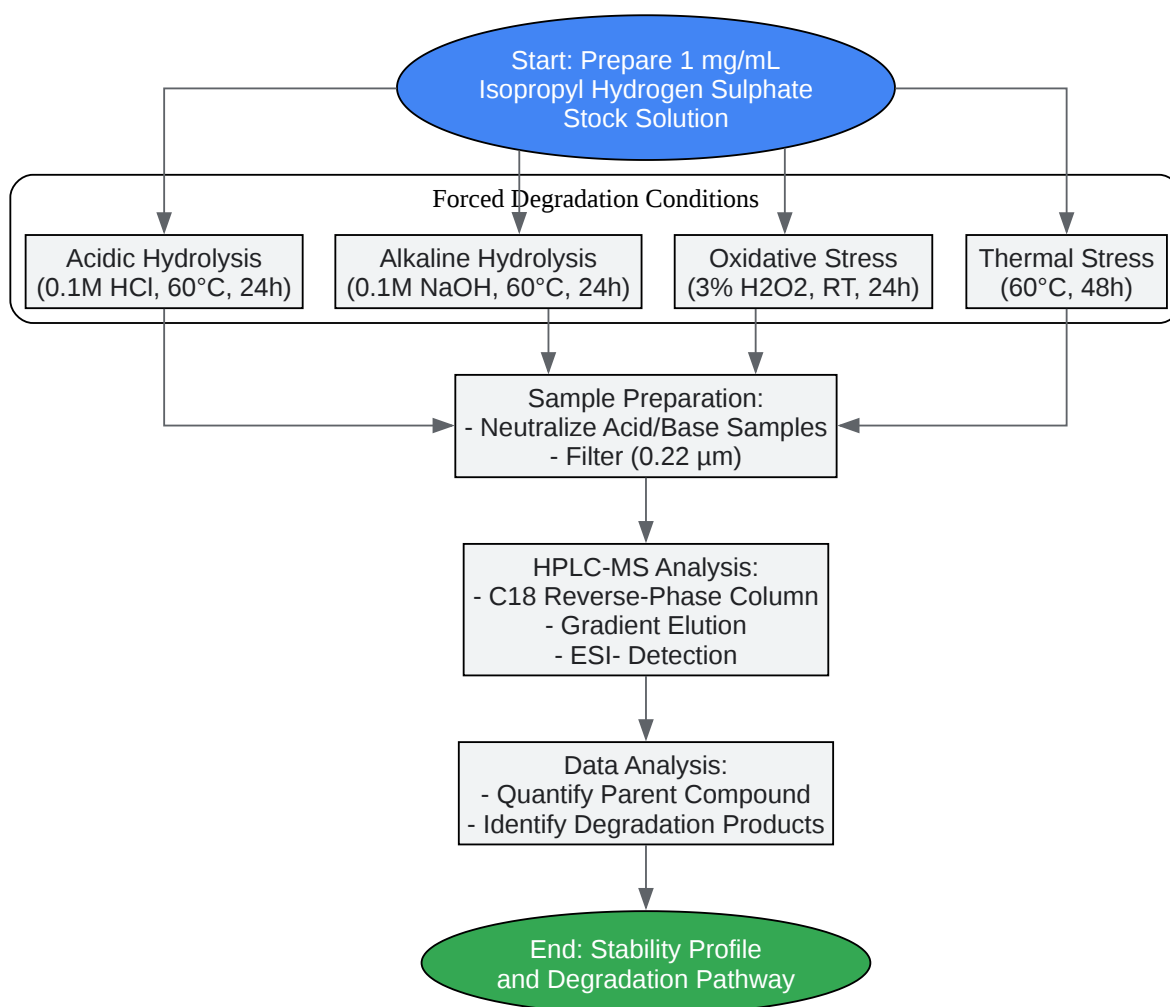 Start: Prepare 1 mg/mL
Isopropyl Hydrogen Sulphate
Stock Solution
Forced Degradation Conditions
Acidic Hydrolysis
(0.1M HCl, 60°C, 24h)
Alkaline Hydrolysis
(0.1M NaOH, 60°C, 24h)
Oxidative Stress
(3% H2O2, RT, 24h)
Thermal Stress
(60°C, 48h)
Sample Preparation:
- Neutralize Acid/Base Samples
- Filter (0.22 µm)
HPLC-MS Analysis:
- C18 Reverse-Phase Column
- Gradient Elution
- ESI- Detection
Data Analysis:
- Quantify Parent Compound
- Identify Degradation Products
End: Stability Profile
and Degradation Pathway